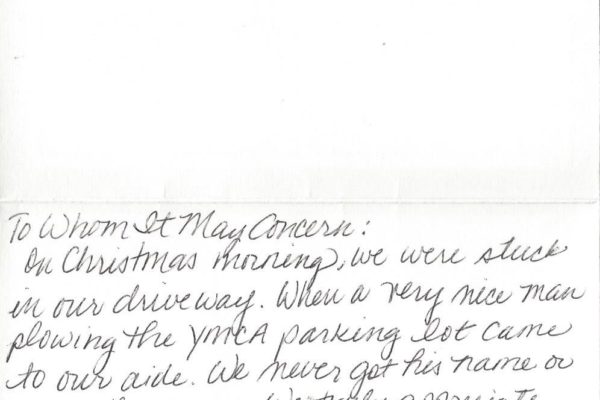 To Whom It May Concern:
On Christmas morning, we were stuck
in our driveway. When a very nice man
plowing the YMCA parking lot came
to our aide. We never got his name or